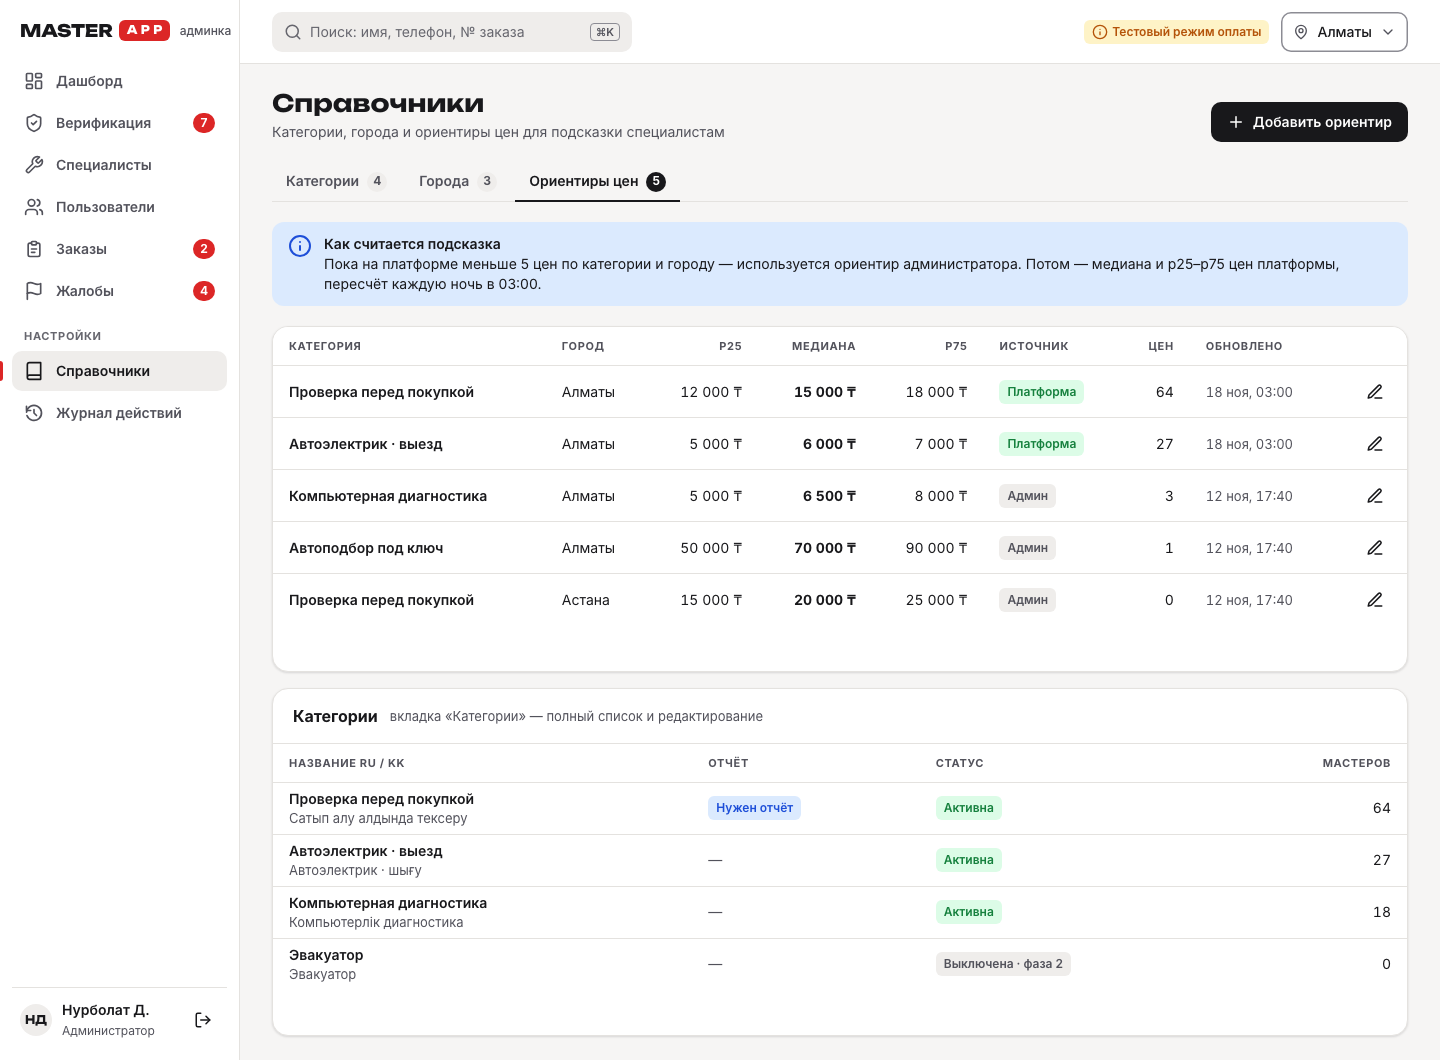 MASTER APP админка
Дашборд
Верификация 7
Специалисты
Пользователи
Заказы 2
Жалобы 4
НАСТРОЙКИ
Справочники
Журнал действий
НД Нурболат Д.
Администратор
Поиск: имя, телефон, № заказа ⌘K
Тестовый режим оплаты
Алматы
Справочники
Категории, города и ориентиры цен для подсказки специалистам
Добавить ориентир
Категории 4 Города 3 Ориентиры цен 5
Как считается подсказка
Пока на платформе меньше 5 цен по категории и городу — используется ориентир администратора. Потом — медиана и p25–p75 цен платформы,
пересчёт каждую ночь в 03:00.
КАТЕГОРИЯ ГОРОД P25 МЕДИАНА P75 ИСТОЧНИК ЦЕН ОБНОВЛЕНО
Проверка перед покупкой Алматы 12 000 ₸ 15 000 ₸ 18 000 ₸ Платформа 64 18 ноя, 03:00
Автоэлектрик · выезд Алматы 5 000 ₸ 6 000 ₸ 7 000 ₸ Платформа 27 18 ноя, 03:00
Компьютерная диагностика Алматы 5 000 ₸ 6 500 ₸ 8 000 ₸ Админ 3 12 ноя, 17:40
Автоподбор под ключ Алматы 50 000 ₸ 70 000 ₸ 90 000 ₸ Админ 1 12 ноя, 17:40
Проверка перед покупкой Астана 15 000 ₸ 20 000 ₸ 25 000 ₸ Админ 0 12 ноя, 17:40
Категории вкладка «Категории» — полный список и редактирование
НАЗВАНИЕ RU / KK ОТЧЁТ СТАТУС МАСТЕРОВ
Проверка перед покупкой Нужен отчёт Активна 64
Сатып алу алдында тексеру
Автоэлектрик · выезд — Активна 27
Автоэлектрик · шығу
Компьютерная диагностика — Активна 18
Компьютерлік диагностика
Эвакуатор — Выключена · фаза 2 0
Эвакуатор